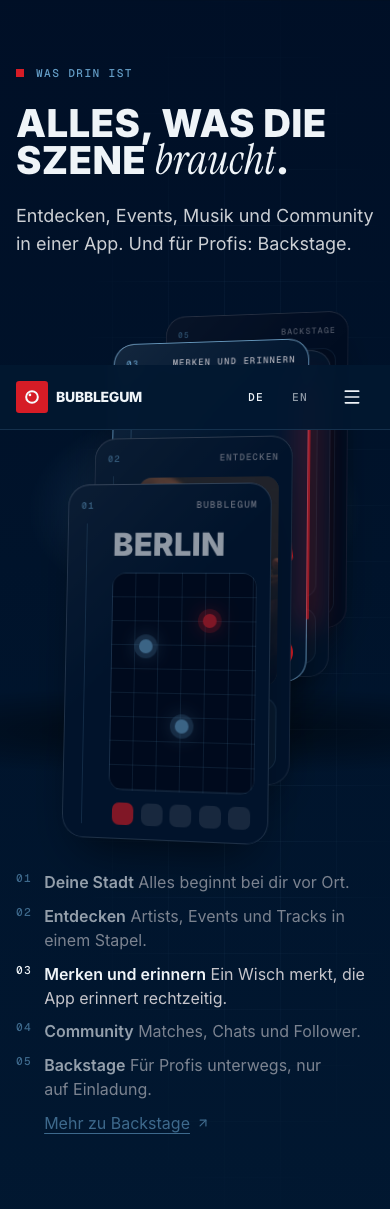 WAS DRIN IST
ALLES, WAS DIE
SZENE braucht.
Entdecken, Events, Musik und Community
in einer App. Und für Profis: Backstage.
05 BACKSTAGE
03 MERKEN UND ERINNERN
BUBBLEGUM DE EN
02 ENTDECKEN
01 BUBBLEGUM
BERLIN
01 Deine Stadt Alles beginnt bei dir vor Ort.
02 Entdecken Artists, Events und Tracks in
einem Stapel.
03 Merken und erinnern Ein Wisch merkt, die
App erinnert rechtzeitig.
04 Community Matches, Chats und Follower.
05 Backstage Für Profis unterwegs, nur
auf Einladung.
Mehr zu Backstage ↗